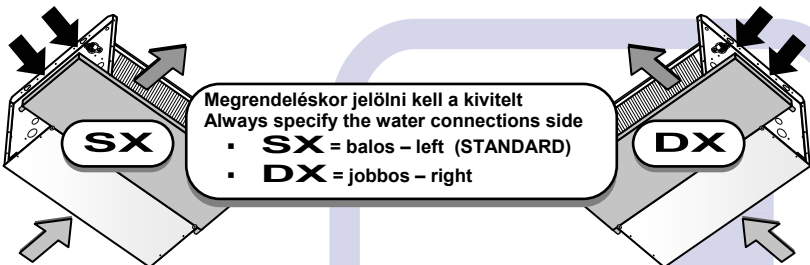 SX
Megrendeléskor jelölni kell a kivitelt
Always specify the water connections side
▪ SX = balos – left (STANDARD)
▪ DX = jobbos – right
DX